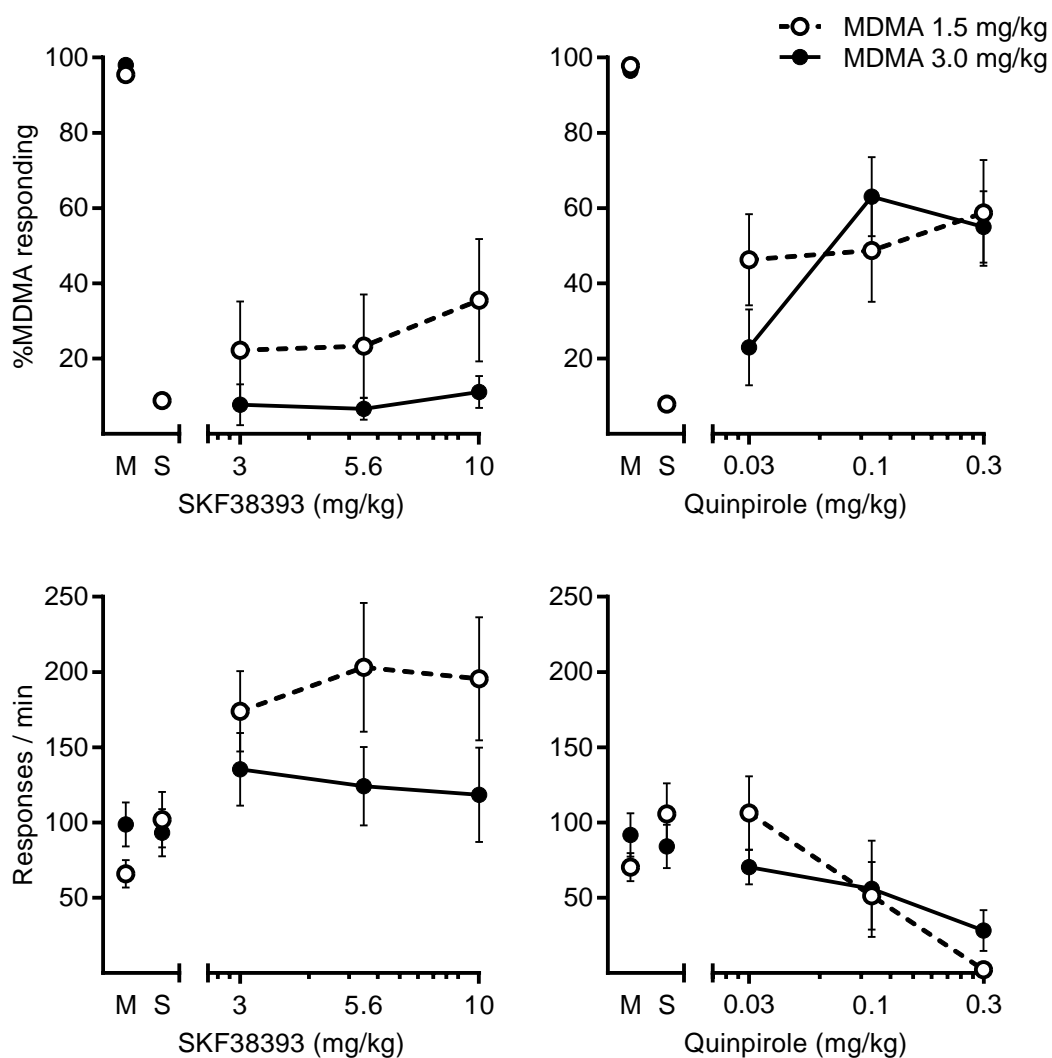 MDMA 1.5 mg/kg
MDMA 3.0 mg/kg
%MDMA responding
100
80
60
40
20
M S 3 5.6 10
SKF38393 (mg/kg)
100
80
60
40
20
M S 0.03 0.1 0.3
Quinpirole (mg/kg)
Responses / min
250
200
150
100
50
M S 3 5.6 10
SKF38393 (mg/kg)
250
200
150
100
50
M S 0.03 0.1 0.3
Quinpirole (mg/kg)